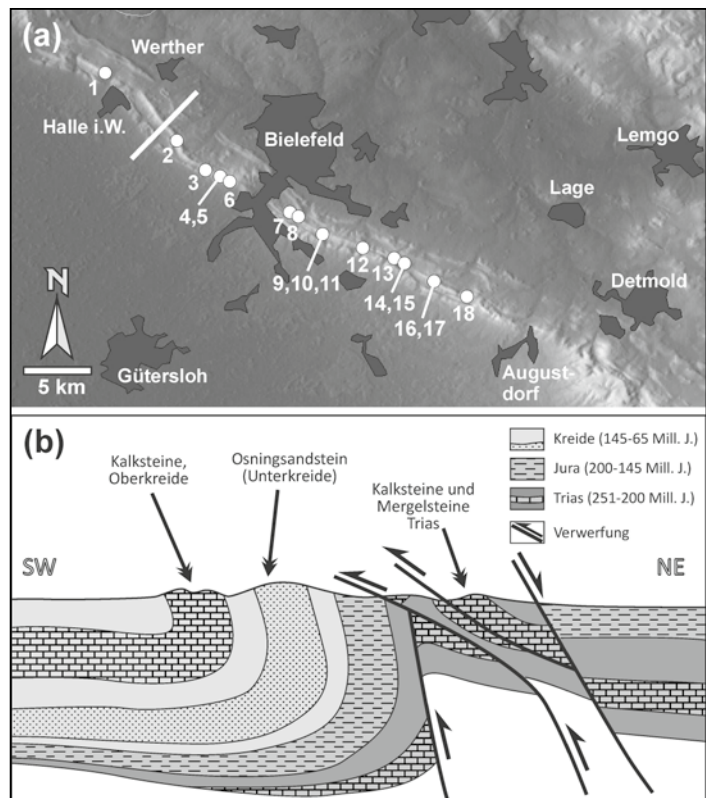 (a)
Werther
1
Halle i.W.
2
Bielefeld
Lemgo
3
4,5
6
Lage
7
8
9,10,11
12
13
14,15
16,17
18
Detmold
N
5 km
Gütersloh
August-
dorf
(b)
Kalksteine,
Oberkreide
Osningsandstein
(Unterkreide)
Kalksteine und
Mergelsteine
Trias
Kreide (145-65 Mill. J.)
Jura (200-145 Mill. J.)
Trias (251-200 Mill. J.)
Verwerfung
SW
NE